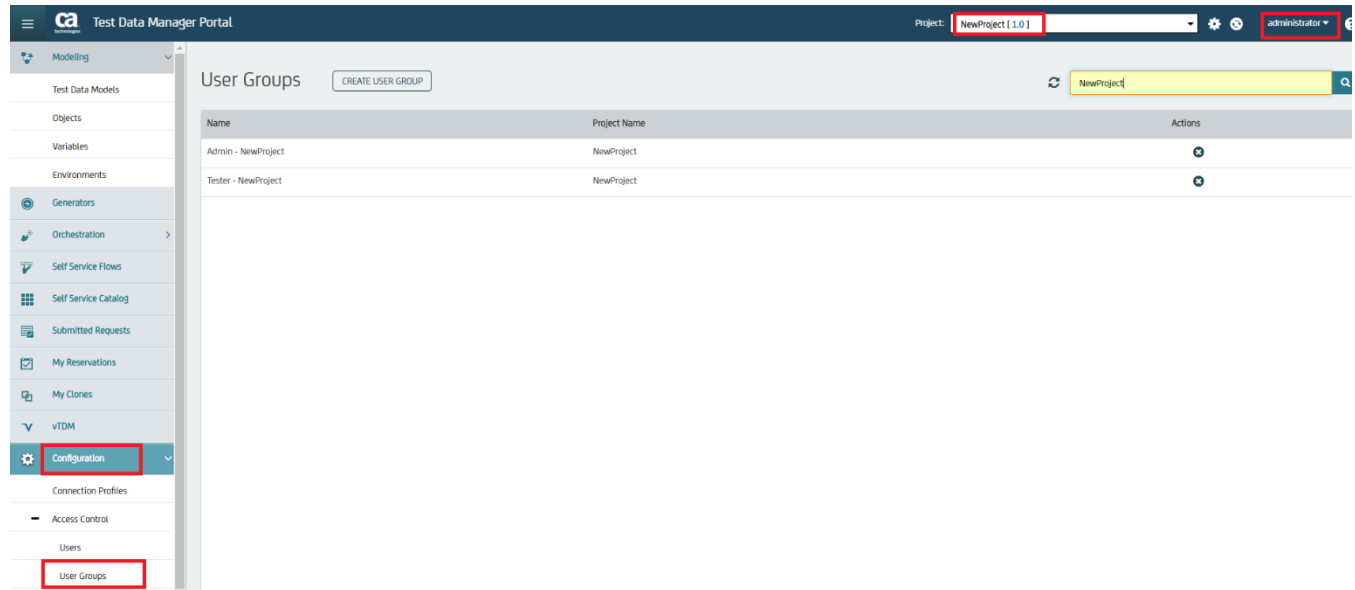 ca
technologies
Test Data Manager Portal
Project:
NewProject [ 1.0 ]
administrator
Modeling
Test Data Models
Objects
Variables
Environments
Generators
Orchestration
Self Service Flows
Self Service Catalog
Submitted Requests
My Reservations
My Clones
vTDM
Configuration
Connection Profiles
Access Control
Users
User Groups
User Groups
CREATE USER GROUP
NewProject
Name Project Name Actions
Admin - NewProject NewProject
Tester - NewProject NewProject